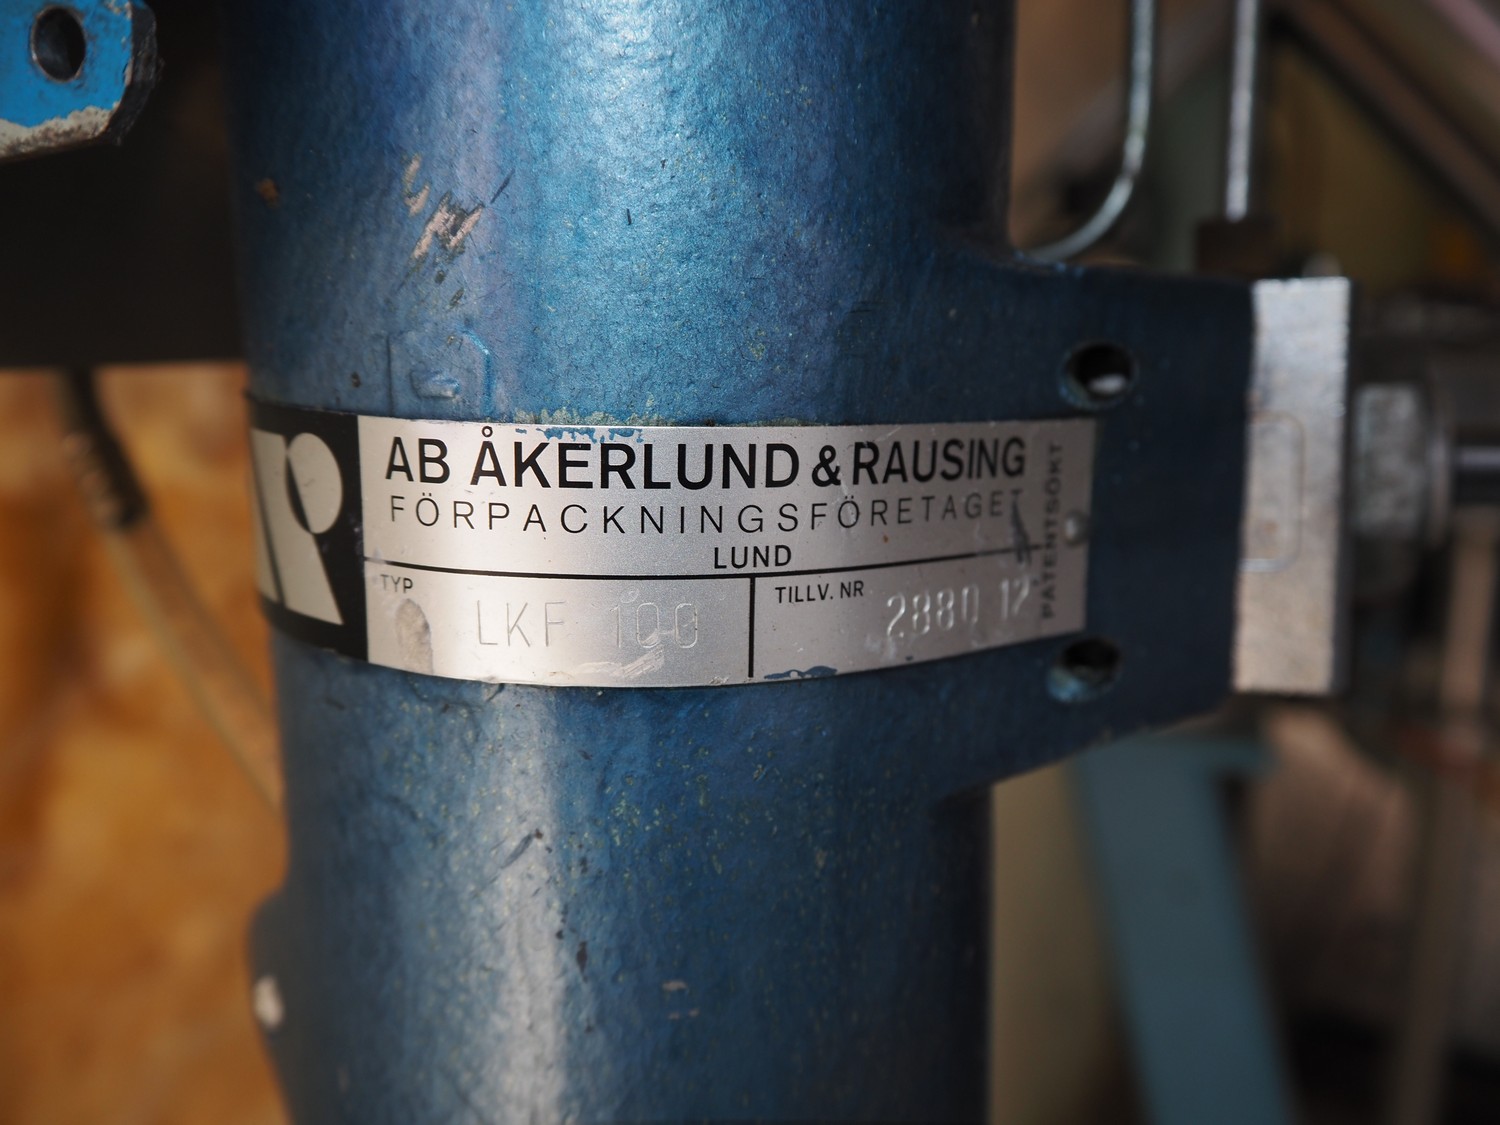 AB ÅKERLUND & RAUSING
FÖRPACKNINGSFÖRETAGET
LUND
TYP LKF 100
TILLV. NR 2880 12
PATENTSÖKT